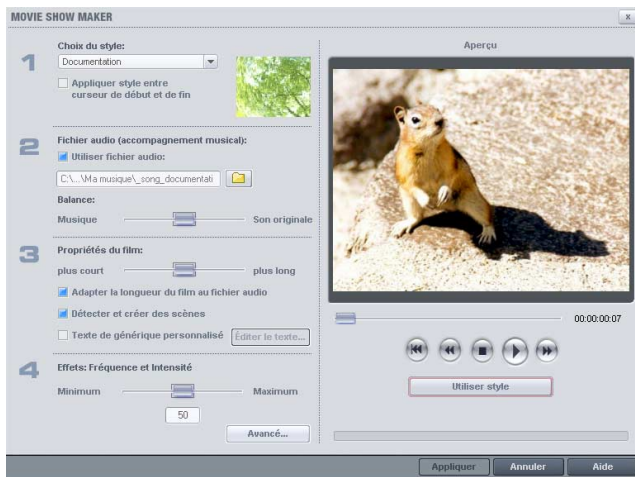 MOVIE SHOW MAKER
x
1
Choix du style:
Documentation
Appliquer style entre
curseur de début et de fin
2
Fichier audio (accompagnement musical):
Utiliser fichier audio:
C:\...\Ma musique\_song_documentati
Balance:
Musique
Son originale
3
Propriétés du film:
plus court
plus long
Adapter la longueur du film au fichier audio
Détecter et créer des scènes
Texte de générique personnalisé
Éditer le texte...
4
Effets: Fréquence et Intensité
Minimum
Maximum
50
Avancé...
Aperçu
00:00:00:07
Utiliser style
Appliquer
Annuler
Aide